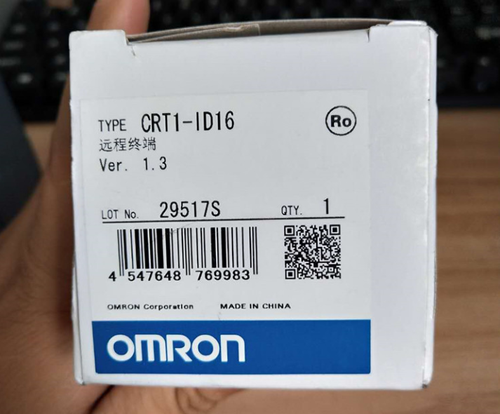 TYPE CRT1-ID16 Ro
远程终端
Ver. 1.3
LOT No. 29517S QTY. 1
4 547648 769983
OMRON Corporation MADE IN CHINA
OMRON